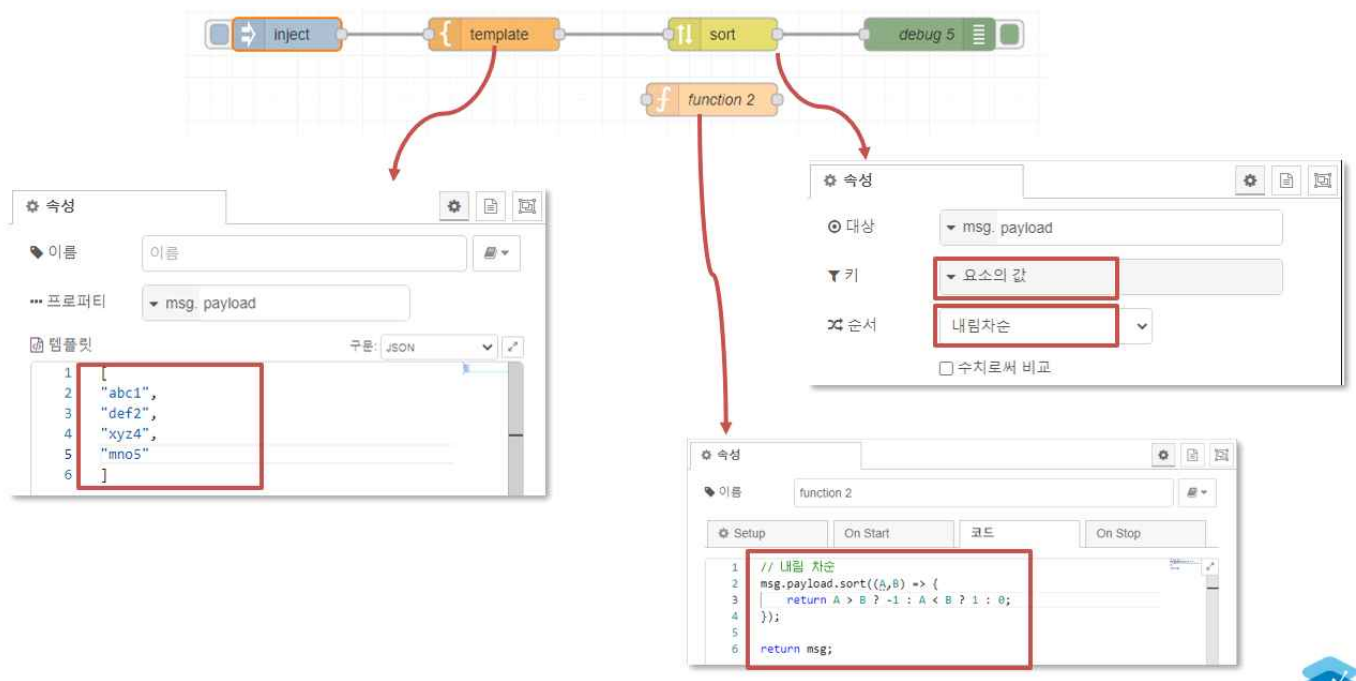 inject
template
sort
debug 5
function 2
속성
이름
이름
프로퍼티
msg. payload
템플릿
구문: JSON
1 [
2 "abc1",
3 "def2",
4 "xyz4",
5 "mno5"
6 ]
속성
대상
msg. payload
키
요소의 값
순서
내림차순
수치로써 비교
속성
이름
function 2
Setup
On Start
코드
On Stop
1 // 내림 차순
2 msg.payload.sort((A,B) => {
3 return A > B ? -1 : A < B ? 1 : 0;
4 });
5
6 return msg;